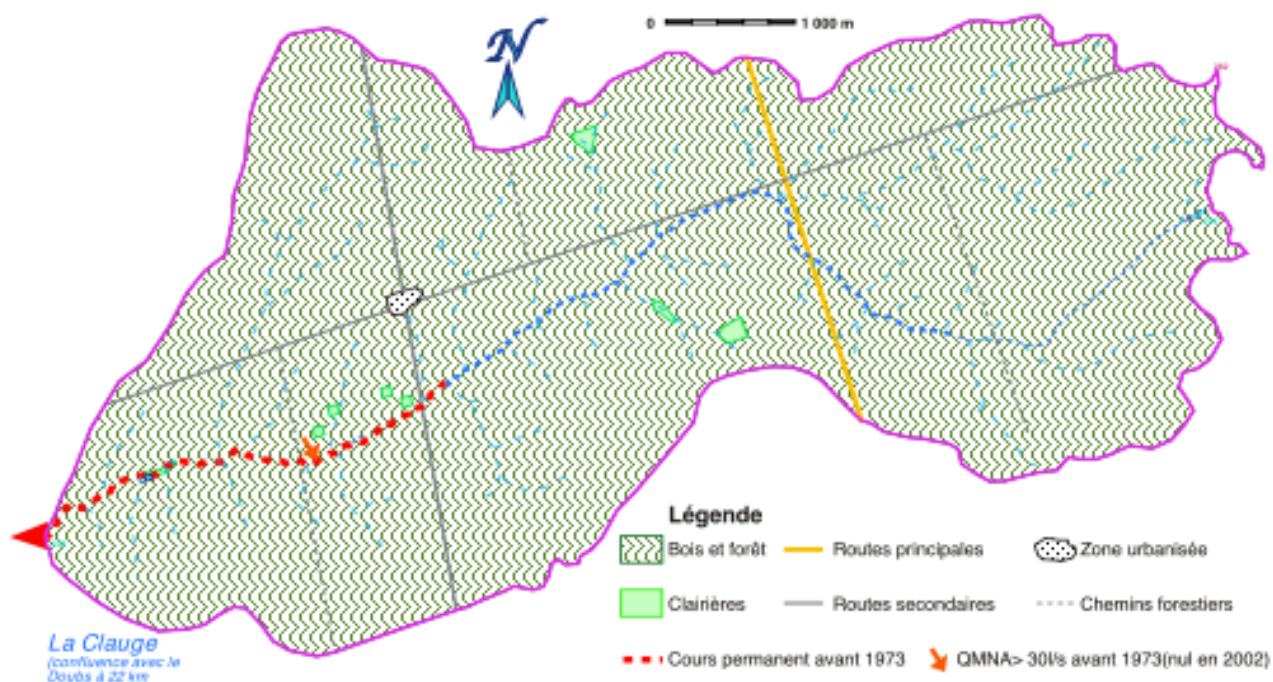 N
0 1 000 m
Légende
Bois et forêt
Routes principales
Zone urbanisée
Clairières
Routes secondaires
Chemins forestiers
Cours permanent avant 1973
QMNA> 30l/s avant 1973(nul en 2002)
La Clauge
(confluence avec le
Doubs à 22 km